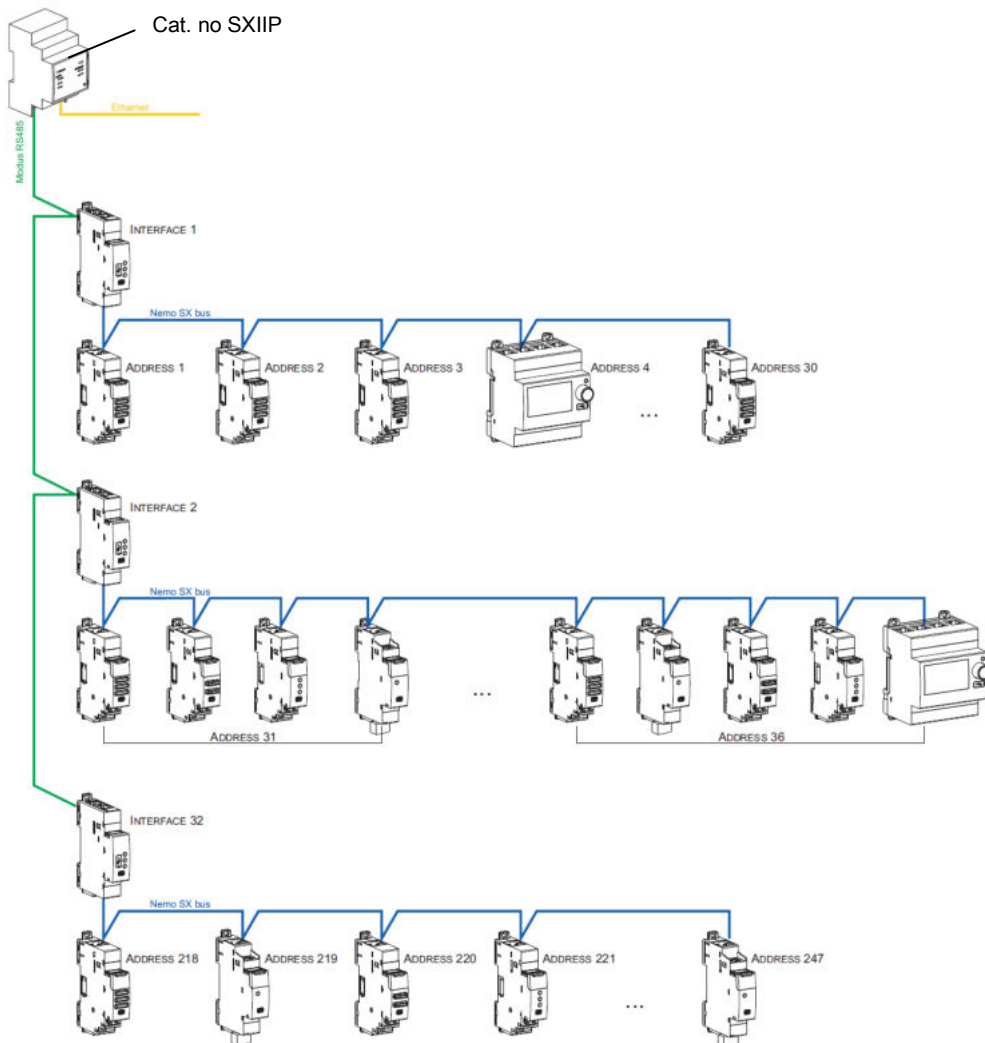 Cat. no SXIIP
Ethernet
Modus RS485
INTERFACE 1
Nemo SX bus
ADDRESS 1
ADDRESS 2
ADDRESS 3
ADDRESS 4
ADDRESS 30
...
INTERFACE 2
Nemo SX bus
...
ADDRESS 31
ADDRESS 36
INTERFACE 32
Nemo SX bus
ADDRESS 218
ADDRESS 219
ADDRESS 220
ADDRESS 221
ADDRESS 247
...